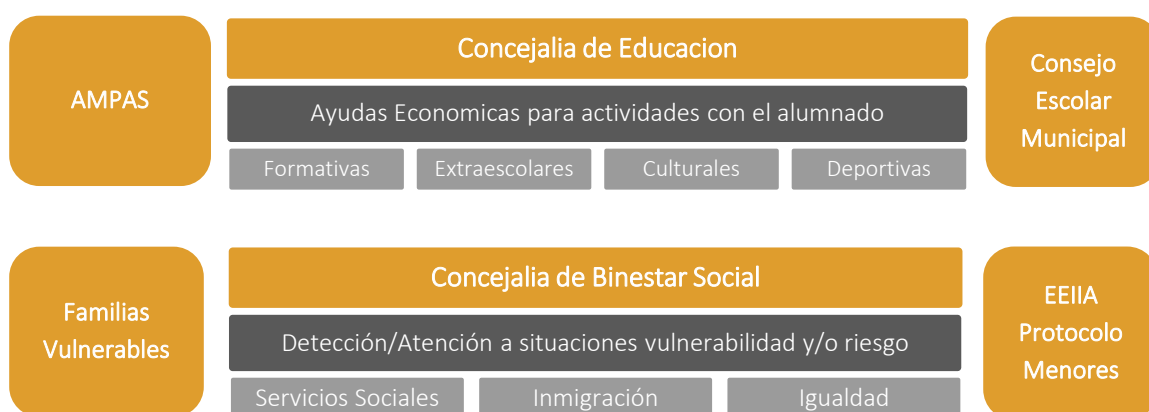 AMPAS
Concejalia de Educacion
Ayudas Economicas para actividades con el alumnado
Formativas
Extraescolares
Culturales
Deportivas
Consejo
Escolar
Municipal
Familias
Vulnerables
Concejalia de Binestar Social
Detección/Atención a situaciones vulnerabilidad y/o riesgo
Servicios Sociales
Inmigración
Igualdad
EEIIA
Protocolo
Menores